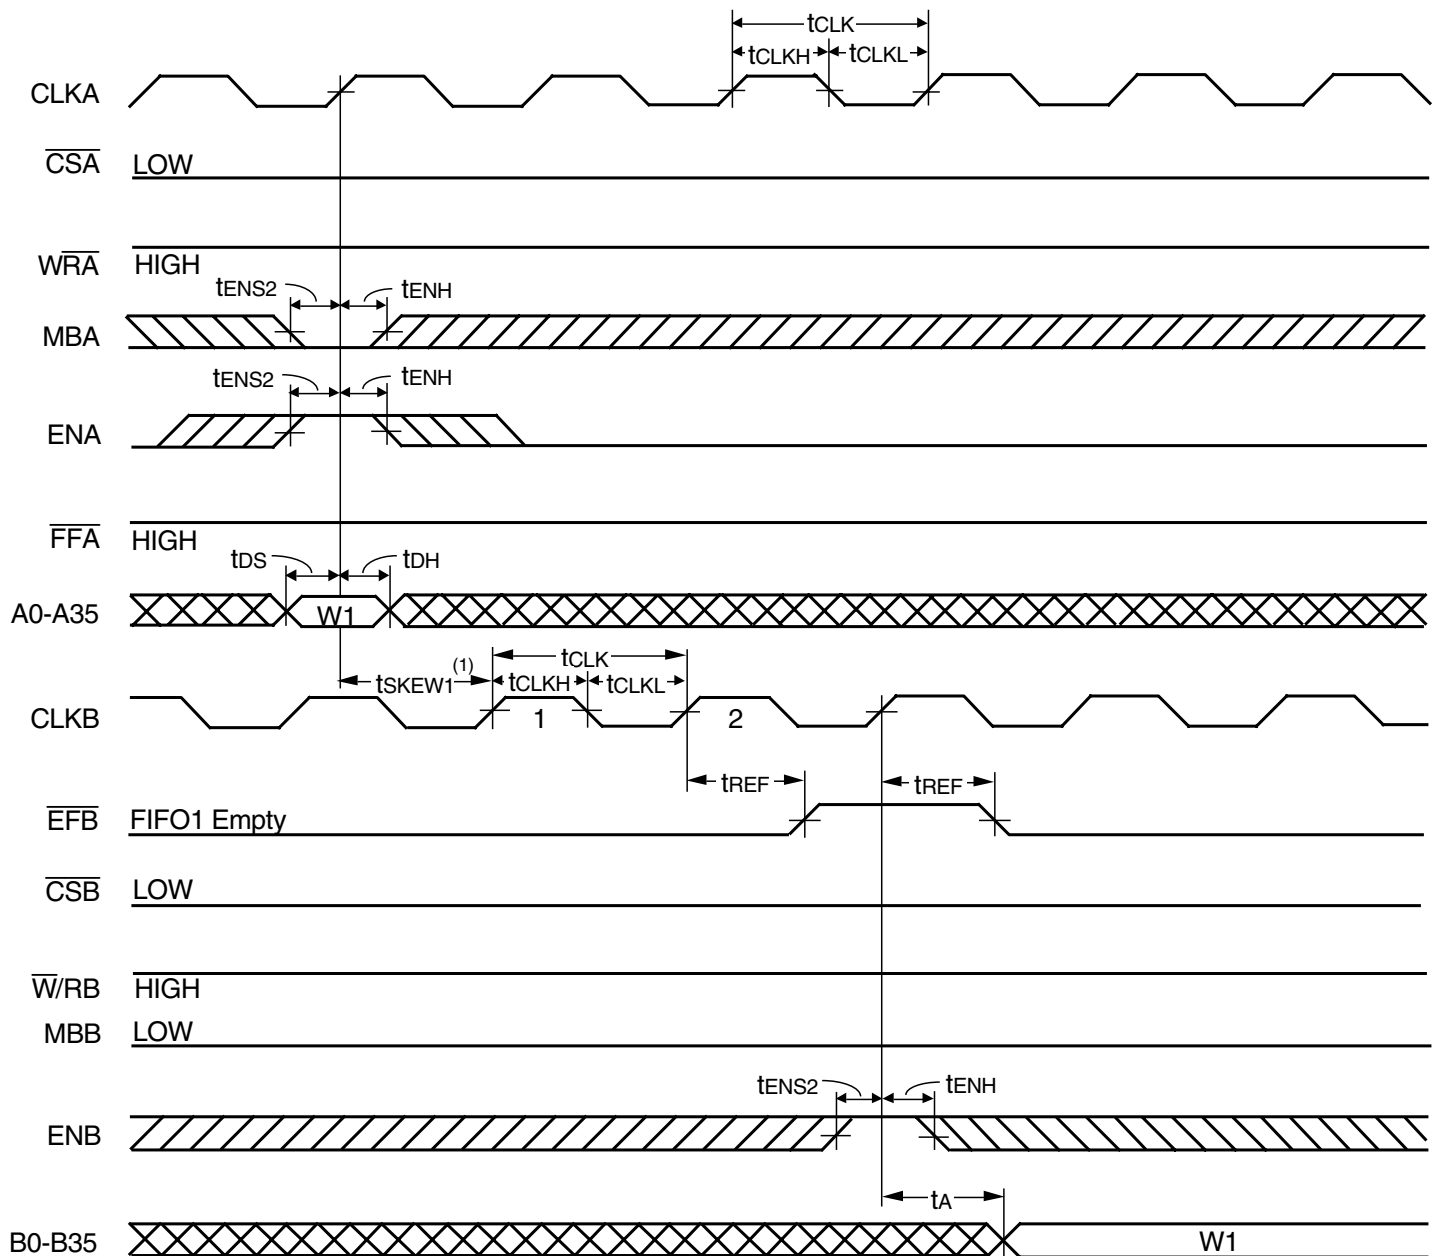 tCLK
tCLKH tCLKL
CLKA
CSA LOW
WRA HIGH
tENS2 tENH
MBA
tENS2 tENH
ENA
FFA HIGH
tDS tDH
A0-A35 W1
tCLK
tSKEW1(1) tCLKH tCLKL
CLKB 1 2
tREF tREF
EFB FIFO1 Empty
CSB LOW
W/RB HIGH
MBB LOW
tENS2 tENH
ENB
tA
B0-B35 W1